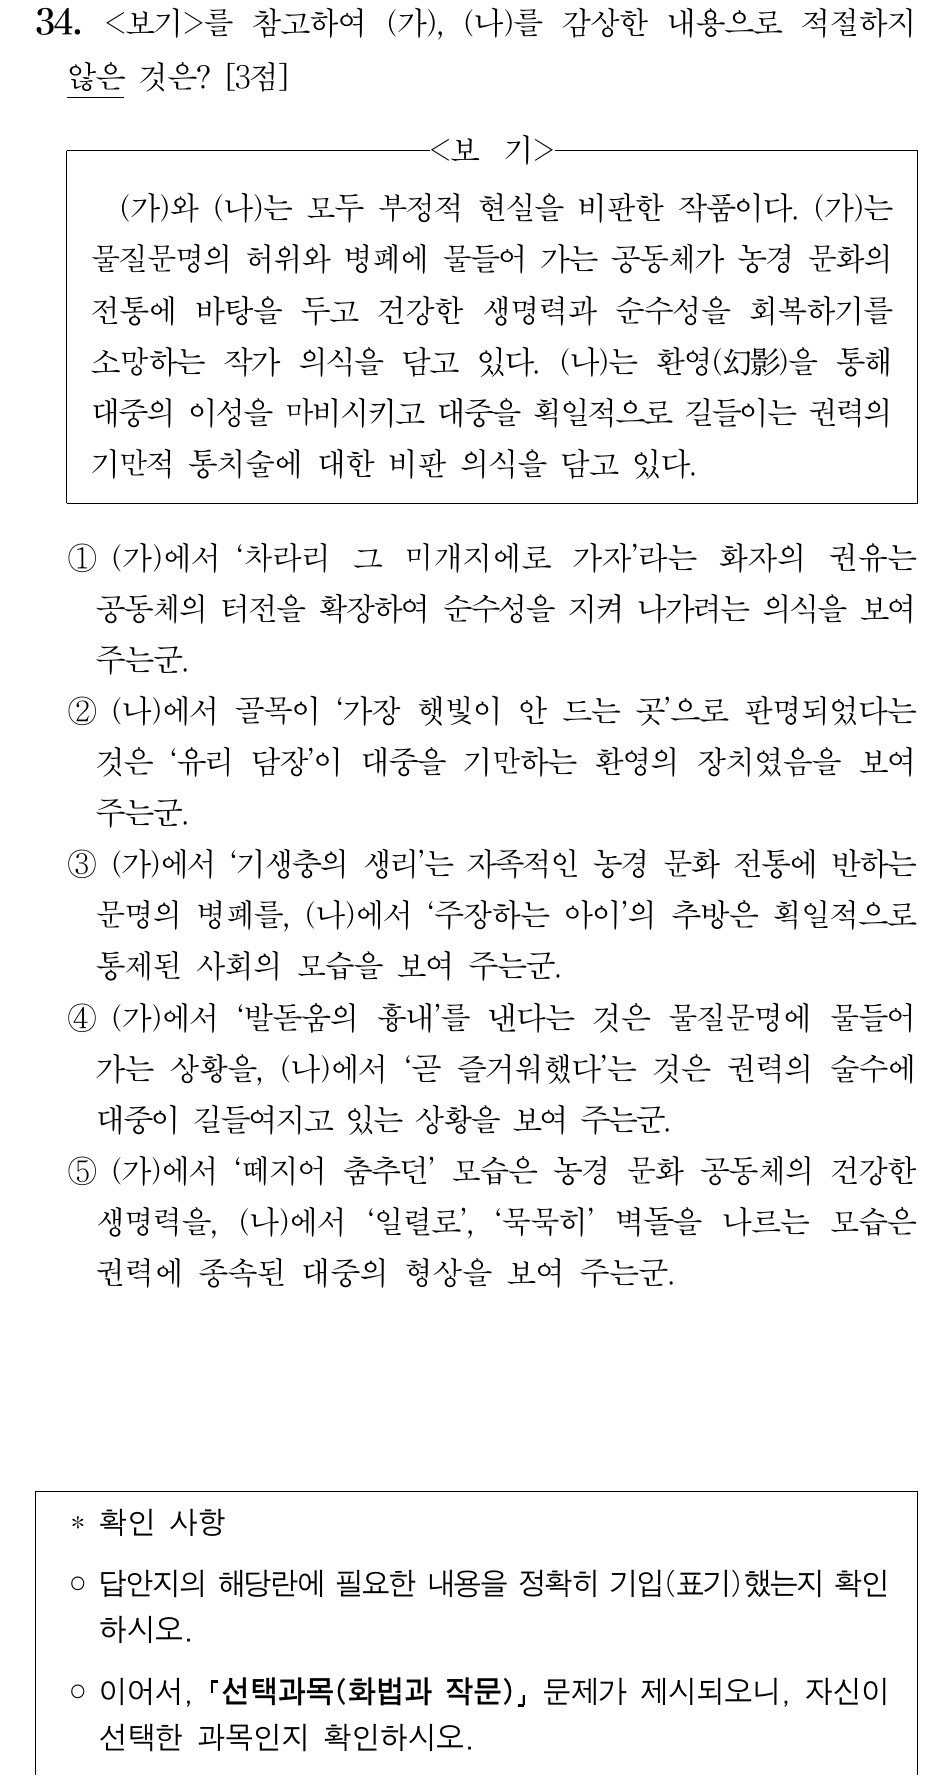 34. <보기>를 참고하여 (가), (나)를 감상한 내용으로 적절하지
않은 것은? [3점]
<보 기>
(가)와 (나)는 모두 부정적 현실을 비판한 작품이다. (가)는
물질문명의 허위와 병폐에 물들어 가는 공동체가 농경 문화의
전통에 바탕을 두고 건강한 생명력과 순수성을 회복하기를
소망하는 작가 의식을 담고 있다. (나)는 환영(幻影)을 통해
대중의 이성을 마비시키고 대중을 획일적으로 길들이는 권력의
기만적 통치술에 대한 비판 의식을 담고 있다.
① (가)에서 ‘차라리 그 미개지에로 가자’라는 화자의 권유는
공동체의 터전을 확장하여 순수성을 지켜 나가려는 의식을 보여
주는군.
② (나)에서 골목이 ‘가장 햇빛이 안 드는 곳’으로 판명되었다는
것은 ‘유리 담장’이 대중을 기만하는 환영의 장치였음을 보여
주는군.
③ (가)에서 ‘기생충의 생리’는 자족적인 농경 문화 전통에 반하는
문명의 병폐를, (나)에서 ‘주장하는 아이’의 추방은 획일적으로
통제된 사회의 모습을 보여 주는군.
④ (가)에서 ‘발돋움의 흉내’를 낸다는 것은 물질문명에 물들어
가는 상황을, (나)에서 ‘곧 즐거워했다’는 것은 권력의 술수에
대중이 길들여지고 있는 상황을 보여 주는군.
⑤ (가)에서 ‘떼지어 춤추던’ 모습은 농경 문화 공동체의 건강한
생명력을, (나)에서 ‘일렬로’, ‘묵묵히’ 벽돌을 나르는 모습은
권력에 종속된 대중의 형상을 보여 주는군.
* 확인 사항
○ 답안지의 해당란에 필요한 내용을 정확히 기입(표기)했는지 확인
하시오.
○ 이어서, 「선택과목(화법과 작문)」 문제가 제시되오니, 자신이
선택한 과목인지 확인하시오.